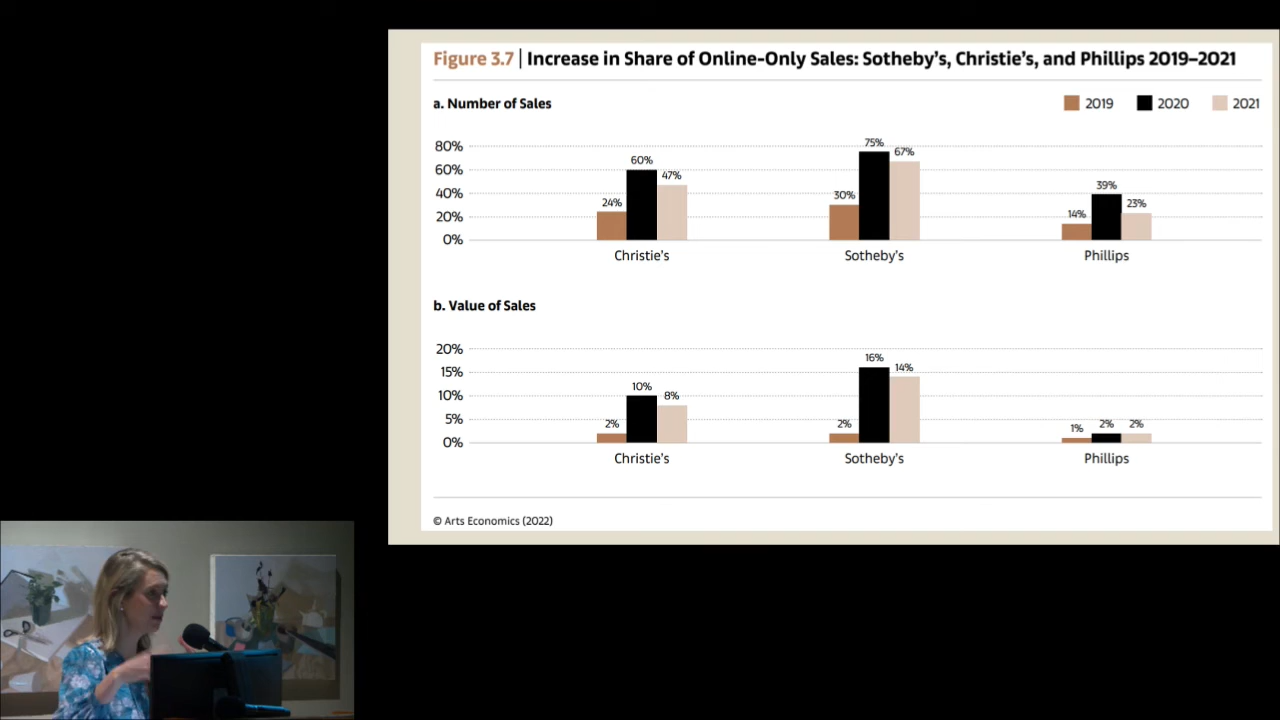 Figure 3.7 | Increase in Share of Online-Only Sales: Sotheby's, Christie's, and Phillips 2019–2021
a. Number of Sales
2019 2020 2021
80%
60%
40%
20%
0%
24% 60% 47%
30% 75% 67%
14% 39% 23%
Christie's Sotheby's Phillips
b. Value of Sales
20%
15%
10%
5%
0%
2% 10% 8%
2% 16% 14%
1% 2% 2%
Christie's Sotheby's Phillips
© Arts Economics (2022)